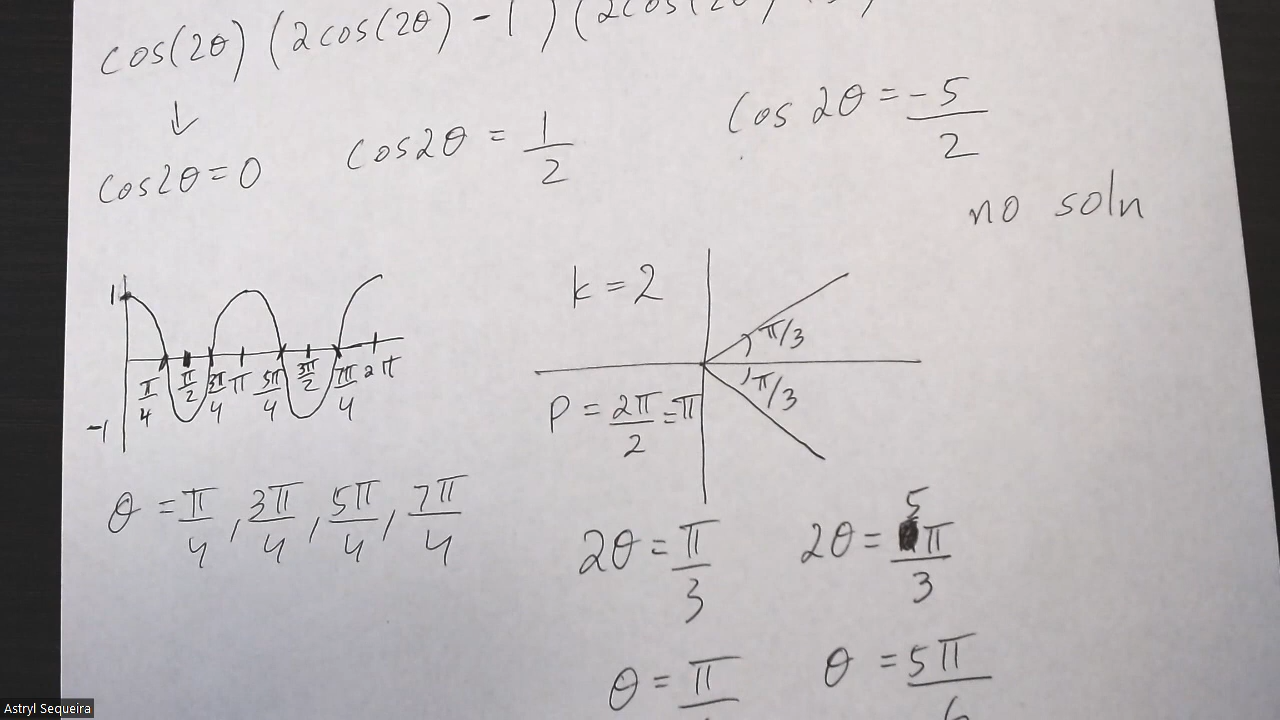 cos(2θ) (2cos(2θ) - 1) (2cos(2θ)
↓
cos2θ = 0
cos2θ = 1/2
cos 2θ = -5/2
no soln
1
-1
π/4 π/2 3π/4 π 5π/4 3π/2 7π/4 2π
k = 2
π/3
π/3
P = 2π/2 = π
θ = π/4, 3π/4, 5π/4, 7π/4
2θ = π/3
2θ = 5π/3
θ = π
θ = 5π/6
Astryl Sequeira